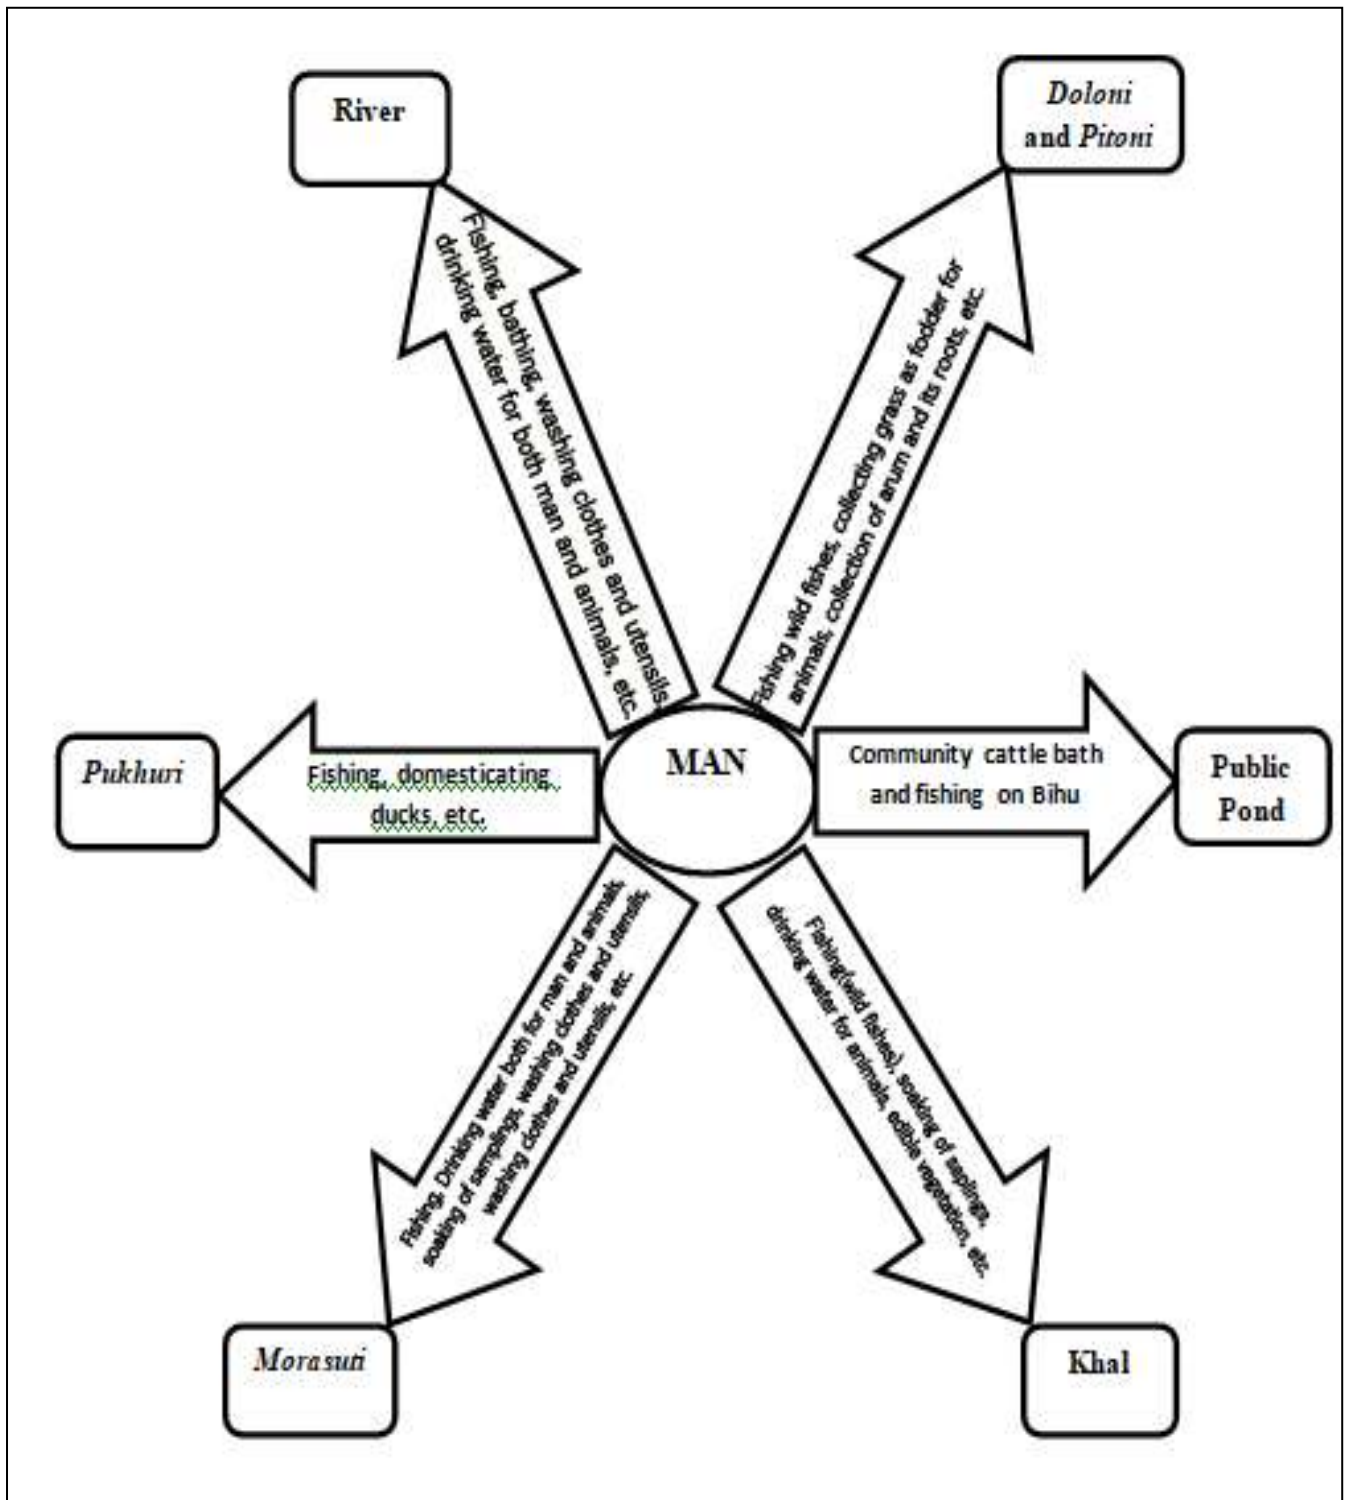 River
Doloni
and Pitoni
Fishing, bathing, washing clothes and utensils,
drinking water for both man and animals, etc.
Fishing wild fishes, collecting grass as fodder for
animals, collection of arum and its roots, etc.
Pukhuri
Fishing, domesticating
ducks, etc.
MAN
Community cattle bath
and fishing on Bihu
Public
Pond
Fishing, Drinking water both for man and animals,
soaking of samplings, washing clothes and utensils,
washing clothes and utensils, etc.
Fishing(wild fishes), soaking of saplings,
drinking water for animals, edible vegetation, etc.
Morasuti
Khal